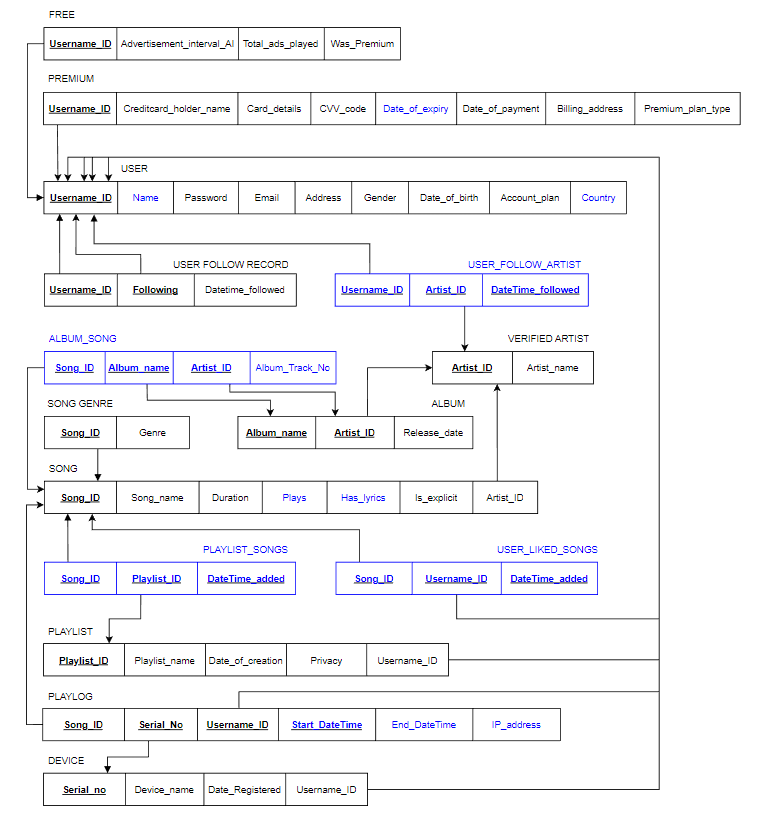 FREE
Username_ID Advertisement_interval_AI Total_ads_played Was_Premium
PREMIUM
Username_ID Creditcard_holder_name Card_details CVV_code Date_of_expiry Date_of_payment Billing_address Premium_plan_type
USER
Username_ID Name Password Email Address Gender Date_of_birth Account_plan Country
USER FOLLOW RECORD USER_FOLLOW_ARTIST
Username_ID Following Datetime_followed Username_ID Artist_ID DateTime_followed
ALBUM_SONG VERIFIED ARTIST
Song_ID Album_name Artist_ID Album_Track_No Artist_ID Artist_name
SONG GENRE ALBUM
Song_ID Genre Album_name Artist_ID Release_date
SONG
Song_ID Song_name Duration Plays Has_lyrics Is_explicit Artist_ID
PLAYLIST_SONGS USER_LIKED_SONGS
Song_ID Playlist_ID DateTime_added Song_ID Username_ID DateTime_added
PLAYLIST
Playlist_ID Playlist_name Date_of_creation Privacy Username_ID
PLAYLOG
Song_ID Serial_No Username_ID Start_DateTime End_DateTime IP_address
DEVICE
Serial_no Device_name Date_Registered Username_ID